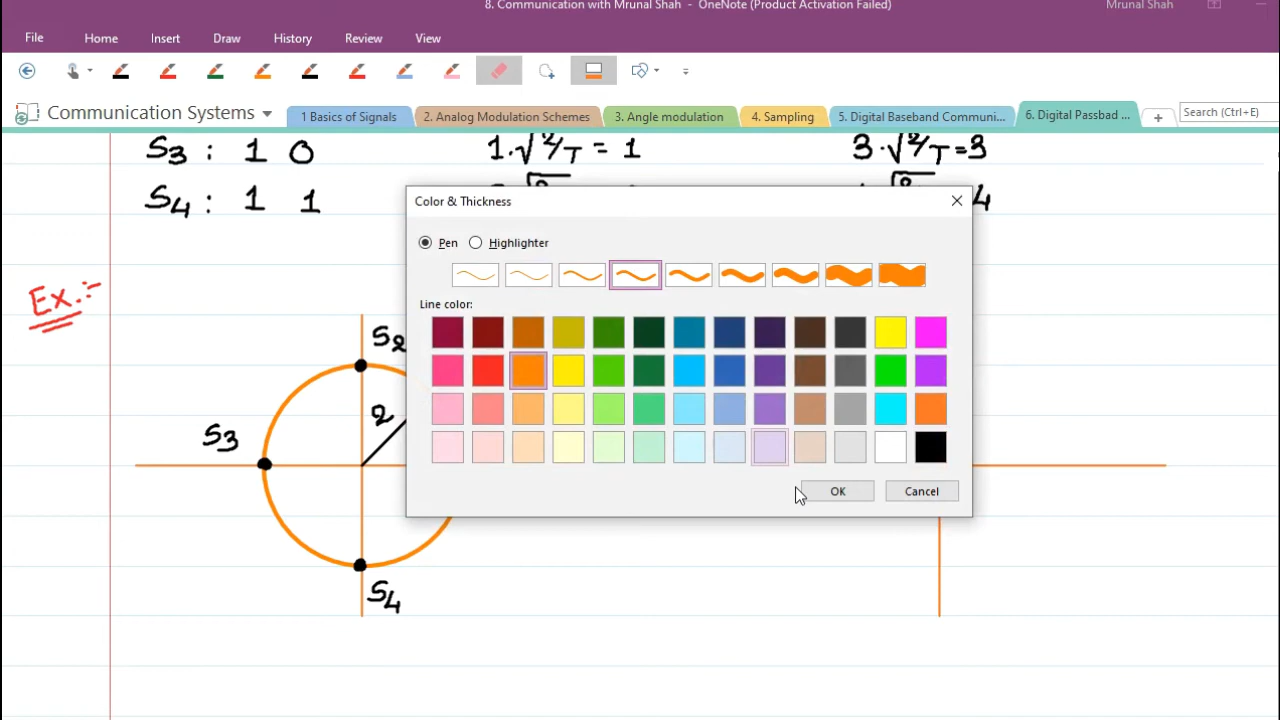 8. Communication with Mrunal Shah - OneNote (Product Activation Failed)
Mrunal Shah
File Home Insert Draw History Review View
Communication Systems
1 Basics of Signals
2. Analog Modulation Schemes
3. Angle modulation
4. Sampling
5. Digital Baseband Communi...
6. Digital Passbad ...
Search (Ctrl+E)
S3 : 1 0 1·√2/T = 1 3·√2/T=3
S4 : 1 1 4
Color & Thickness
Pen Highlighter
Line color:
OK Cancel
Ex.:-
S2
2
S3
S4